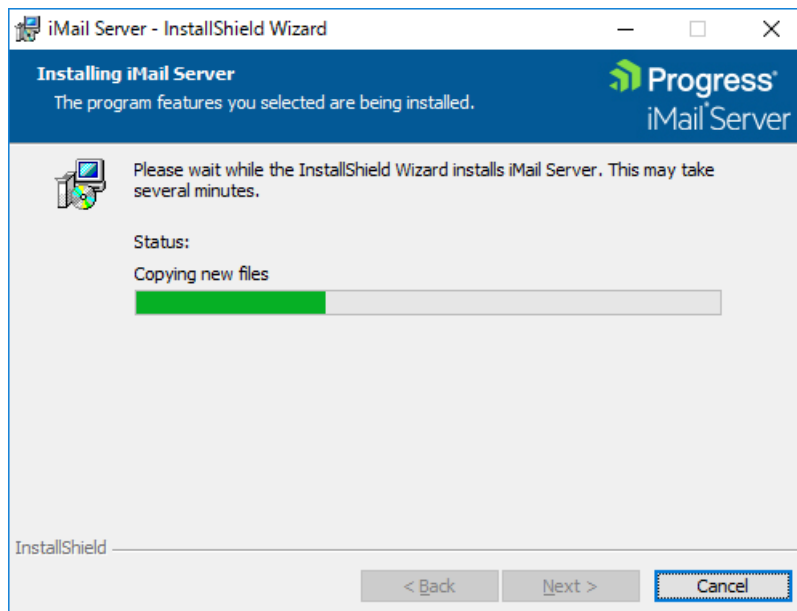 iMail Server - InstallShield Wizard
Installing iMail Server
The program features you selected are being installed.
Progress®
iMail®Server
Please wait while the InstallShield Wizard installs iMail Server. This may take
several minutes.
Status:
Copying new files
InstallShield
< Back
Next >
Cancel